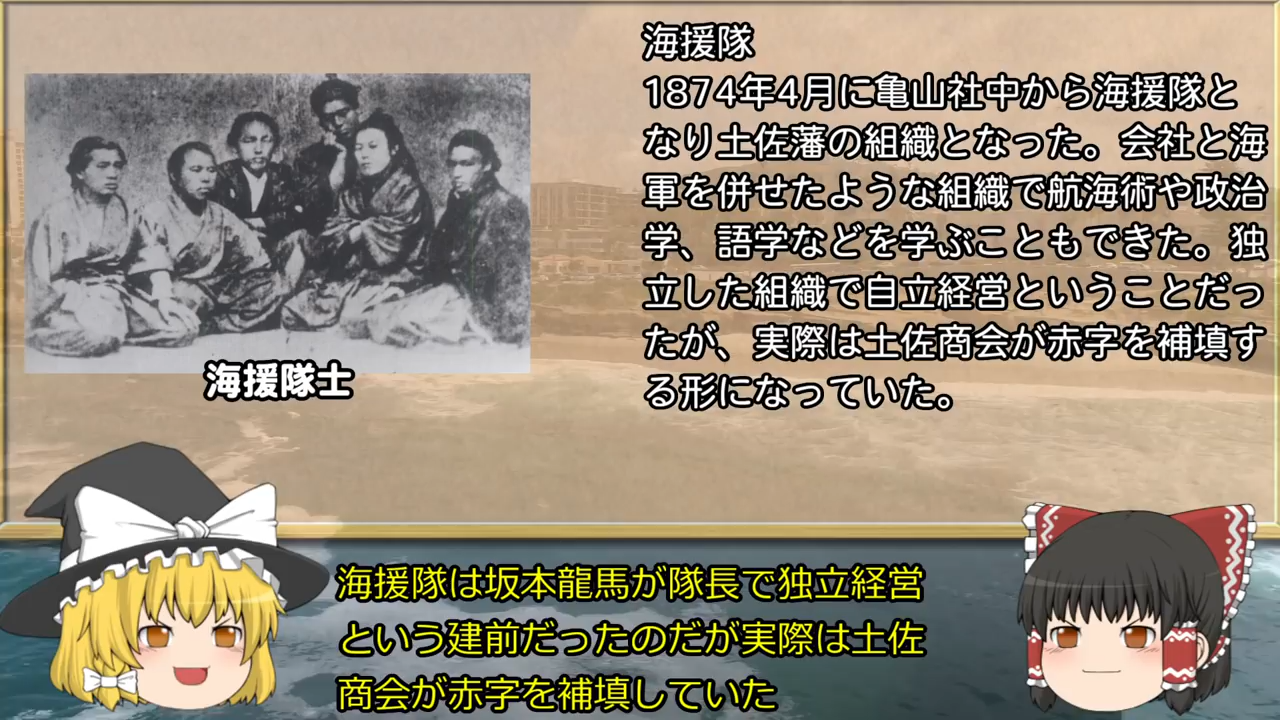 海援隊
1874年4月に亀山社中から海援隊と
なり土佐藩の組織となった。会社と海
軍を併せたような組織で航海術や政治
学、語学などを学ぶこともできた。独
立した組織で自立経営ということだっ
たが、実際は土佐商会が赤字を補填す
る形になっていた。
海援隊士
海援隊は坂本龍馬が隊長で独立経営
という建前だったのだが実際は土佐
商会が赤字を補填していた